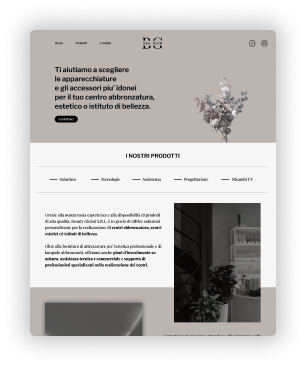 Home
Prodotti
Contatti
BG
Ti aiutiamo a scegliere
le apparecchiature
e gli accessori piu' idonei
per il tuo centro abbronzatura,
estetico o istituto di bellezza.
Contattaci
I NOSTRI PRODOTTI
Solarium
Tecnologie
Assistenza
Progettazione
Ricambi UV
Grazie alla nostra vasta esperienza e alla disponibilità di prodotti
di alta qualità, Beauty Global S.R.L. è in grado di offrire soluzioni
personalizzate per la realizzazione di centri abbronzatura, centri
estetici ed istituti di bellezza.
Oltre alla fornitura di attrezzature per l'estetica professionale e di
lampade abbronzanti, offriamo anche piani d'investimento su
misura, assistenza tecnica e commerciale e supporto di
professionisti specializzati nella realizzazione dei centri.